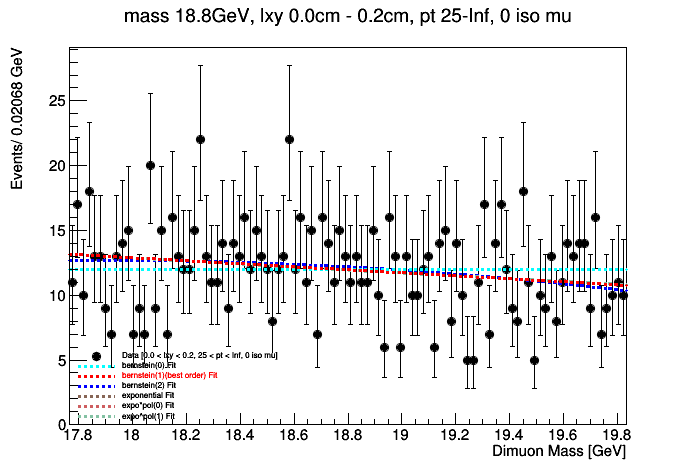 mass 18.8GeV, lxy 0.0cm - 0.2cm, pt 25-Inf, 0 iso mu
Events/ 0.02068 GeV
25
20
15
10
5
0
Data [0.0 < lxy < 0.2, 25 < pt < Inf, 0 iso mu]
bernstein(0) Fit
bernstein(1)(best order) Fit
bernstein(2) Fit
exponential Fit
expo*pol(0) Fit
expo*pol(1) Fit
17.8 18 18.2 18.4 18.6 18.8 19 19.2 19.4 19.6 19.8
Dimuon Mass [GeV]